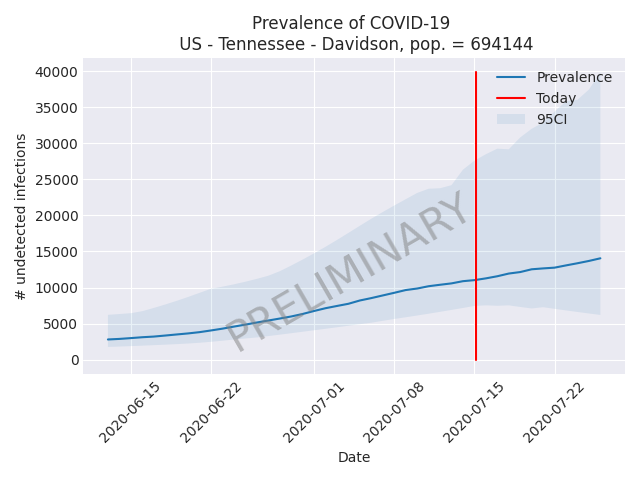 Prevalence of COVID-19
US - Tennessee - Davidson, pop. = 694144
40000
35000
30000
25000
20000
15000
10000
5000
0
# undetected infections
Prevalence
Today
95CI
PRELIMINARY
2020-06-15
2020-06-22
2020-07-01
2020-07-08
2020-07-15
2020-07-22
Date